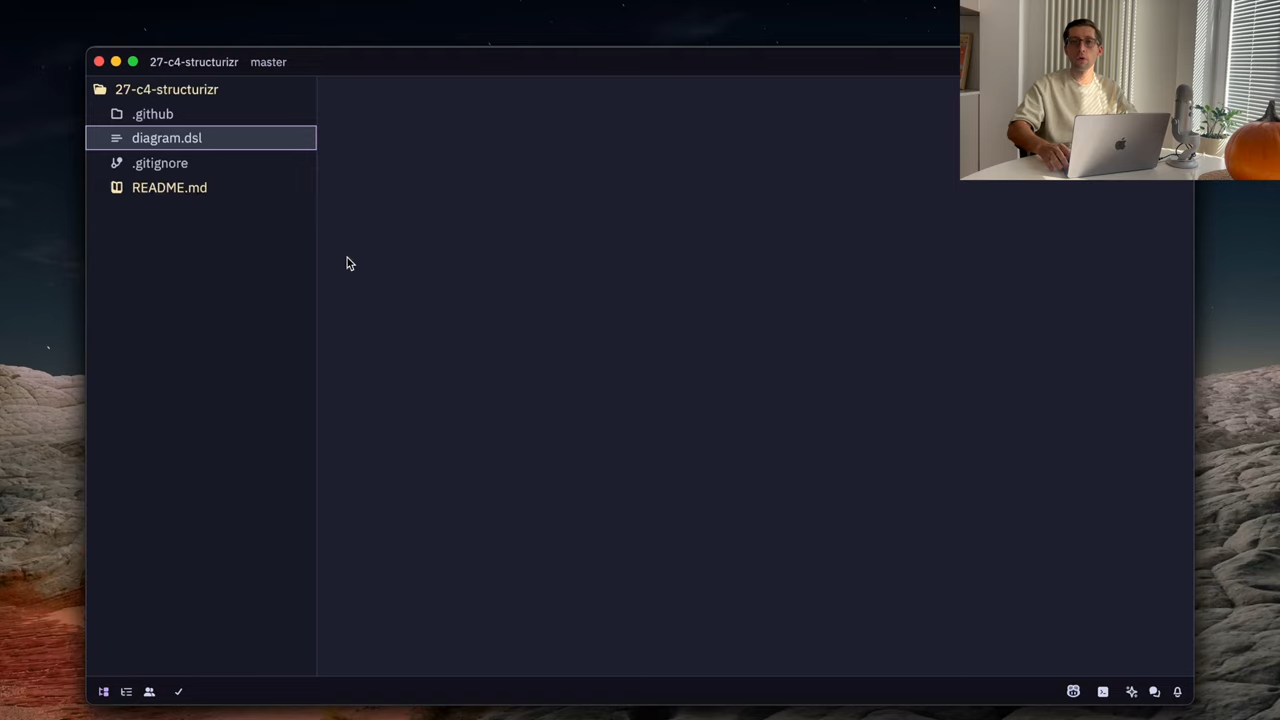 27-c4-structurizr master
27-c4-structurizr
.github
diagram.dsl
.gitignore
README.md